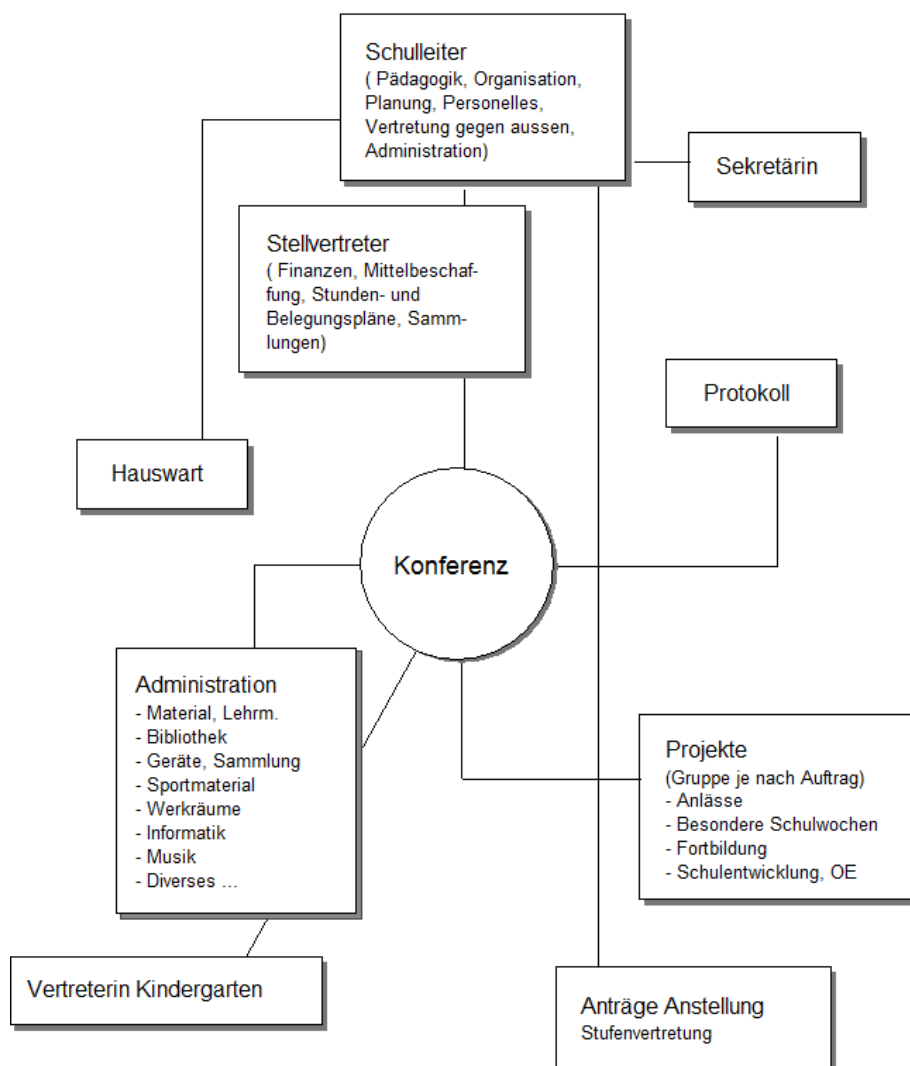 Schulleiter
( Pädagogik, Organisation,
Planung, Personelles,
Vertretung gegen aussen,
Administration)
Sekretärin
Stellvertreter
( Finanzen, Mittelbeschaf-
fung, Stunden- und
Belegungspläne, Samm-
lungen)
Protokoll
Hauswart
Konferenz
Administration
- Material, Lehrm.
- Bibliothek
- Geräte, Sammlung
- Sportmaterial
- Werkräume
- Informatik
- Musik
- Diverses ...
Projekte
(Gruppe je nach Auftrag)
- Anlässe
- Besondere Schulwochen
- Fortbildung
- Schulentwicklung, OE
Vertreterin Kindergarten
Anträge Anstellung
Stufenvertretung